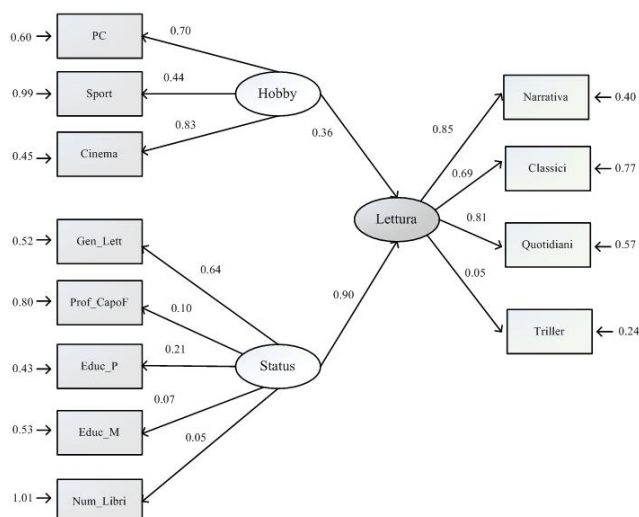 0.60
PC
0.70
0.99
Sport
0.44
Hobby
0.45
Cinema
0.83
0.36
Narrativa
0.40
0.85
Classici
0.77
0.69
Lettura
0.81
Quotidiani
0.57
0.05
Triller
0.24
0.52
Gen_Lett
0.64
0.80
Prof_CapoF
0.10
0.90
0.43
Educ_P
0.21
Status
0.53
Educ_M
0.07
0.05
1.01
Num_Libri